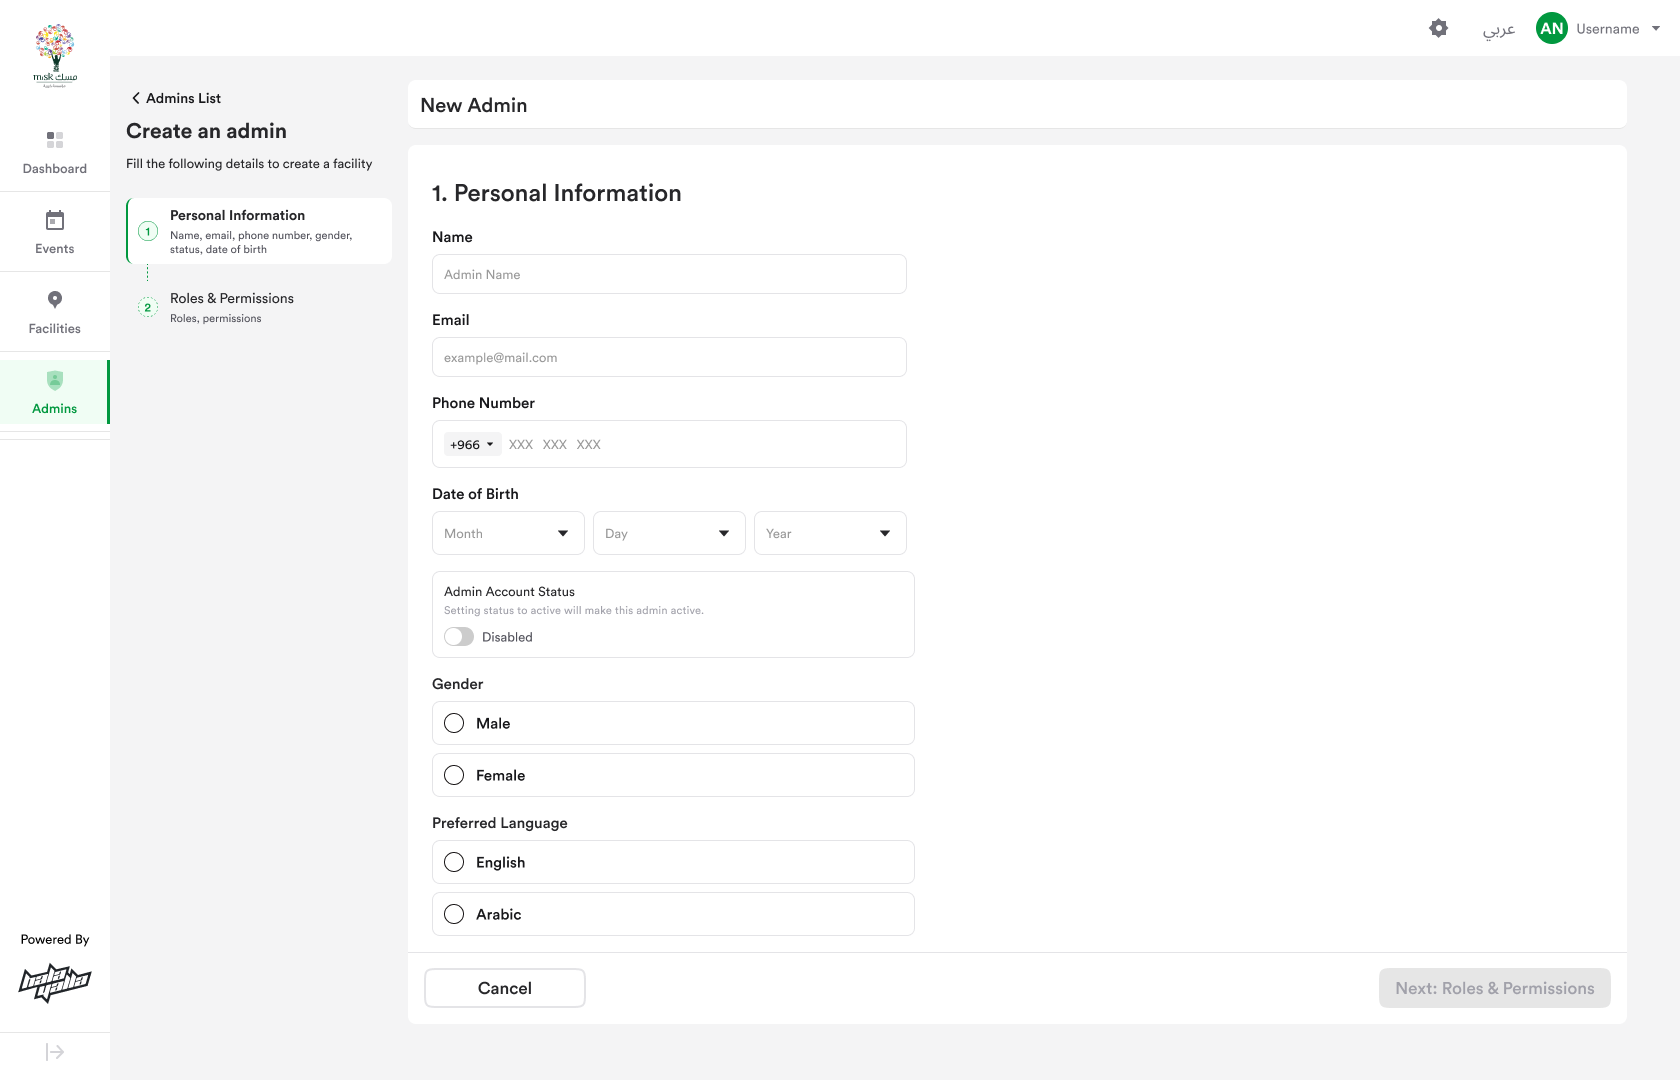 misk مسك
Dashboard
Events
Facilities
Admins
Powered By
hala yalla
عربي
AN
Username
Admins List
Create an admin
Fill the following details to create a facility
1
Personal Information
Name, email, phone number, gender,
status, date of birth
2
Roles & Permissions
Roles, permissions
New Admin
1. Personal Information
Name
Admin Name
Email
example@mail.com
Phone Number
+966 XXX XXX XXX
Date of Birth
Month Day Year
Admin Account Status
Setting status to active will make this admin active.
Disabled
Gender
Male
Female
Preferred Language
English
Arabic
Cancel
Next: Roles & Permissions